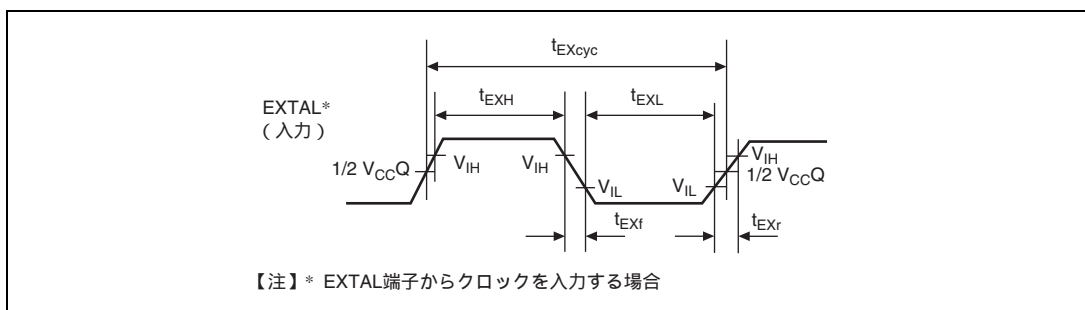 tEXcyc
tEXH
tEXL
EXTAL*
（入力）
1/2 VCCQ
VIH
VIH
VIL
VIL
VIH
1/2 VCCQ
tEXf
tEXr
【注】* EXTAL端子からクロックを入力する場合